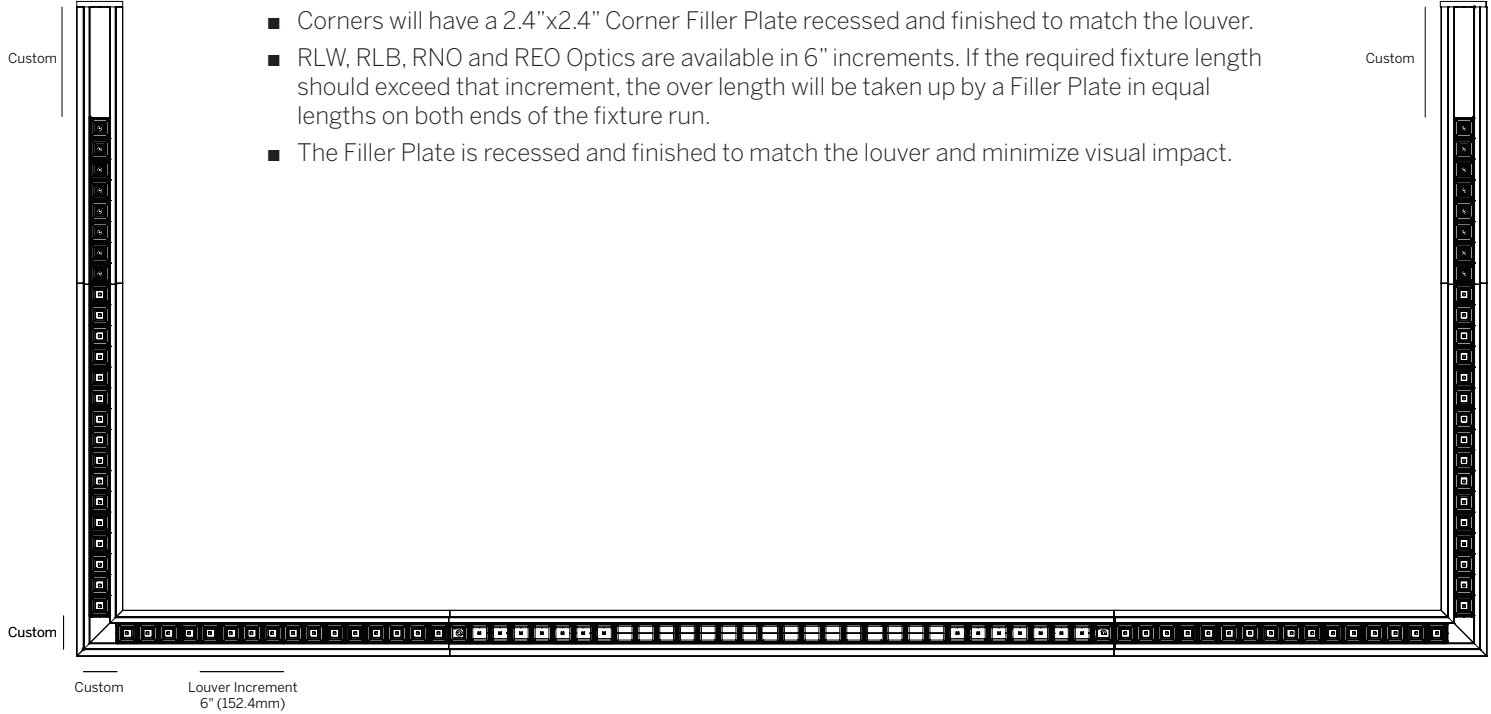 ■ Corners will have a 2.4”x2.4” Corner Filler Plate recessed and finished to match the louver.
■ RLW, RLB, RNO and REO Optics are available in 6” increments. If the required fixture length
should exceed that increment, the over length will be taken up by a Filler Plate in equal
lengths on both ends of the fixture run.
■ The Filler Plate is recessed and finished to match the louver and minimize visual impact.
Custom
Custom
Custom
Custom
Louver Increment
6" (152.4mm)